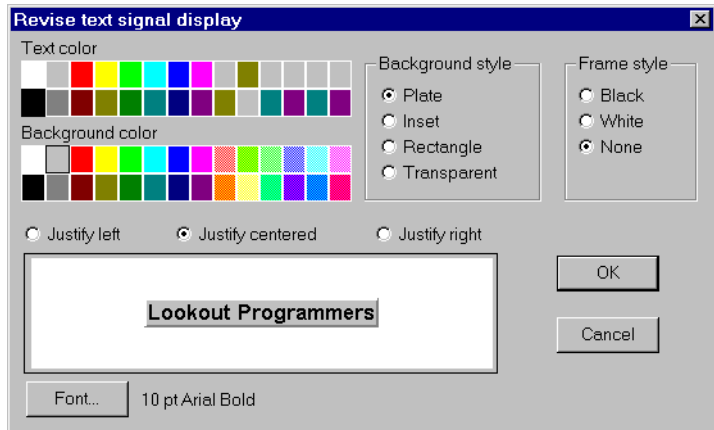 Revise text signal display
Text color
Background color
Background style
Plate
Inset
Rectangle
Transparent
Frame style
Black
White
None
Justify left
Justify centered
Justify right
Lookout Programmers
OK
Cancel
Font...
10 pt Arial Bold